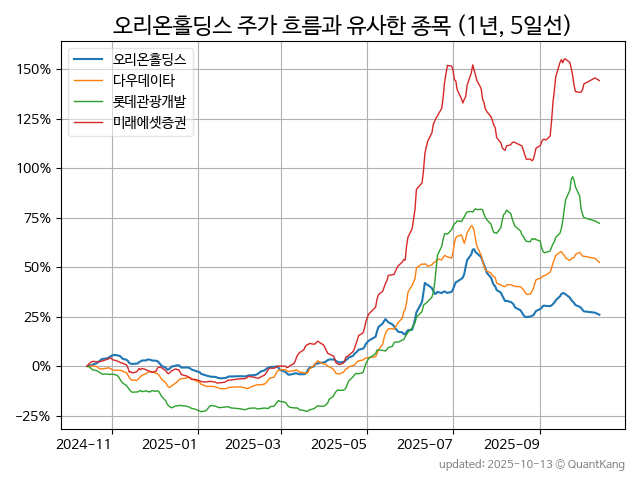 오리온홀딩스 주가 흐름과 유사한 종목 (1년, 5일선)
오리온홀딩스
다우데이타
롯데관광개발
미래에셋증권
150%
125%
100%
75%
50%
25%
0%
−25%
2024-11
2025-01
2025-03
2025-05
2025-07
2025-09
updated: 2025-10-13 © QuantKang